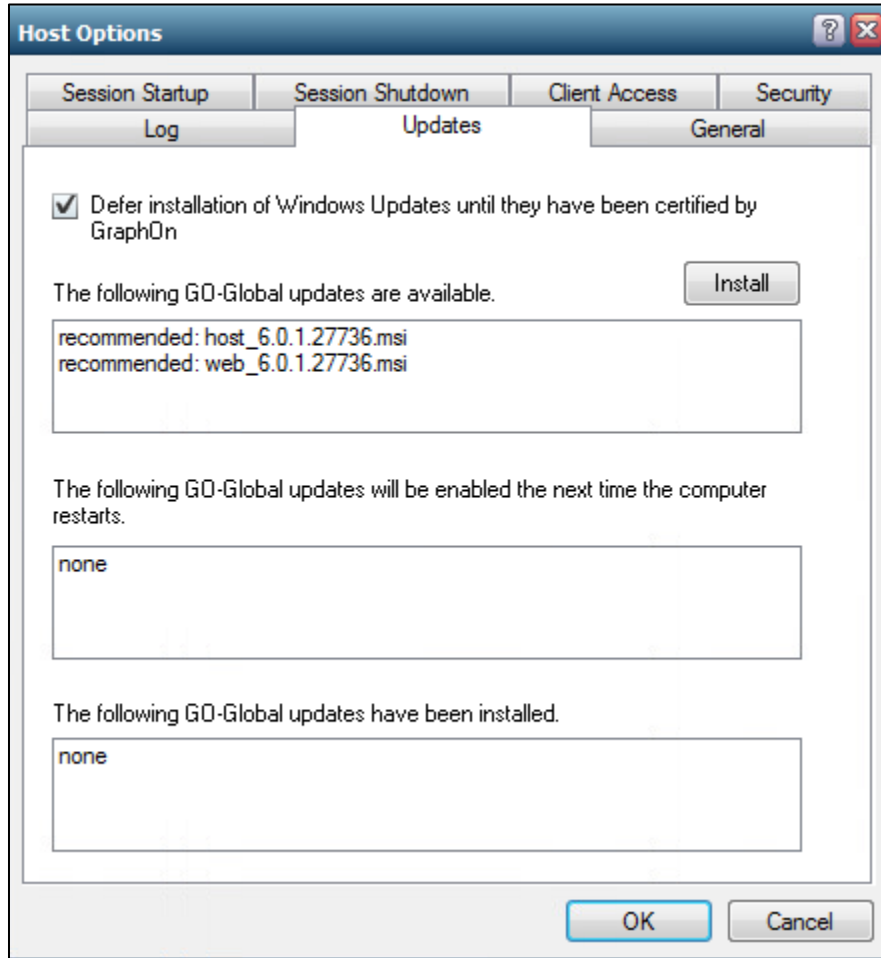 Host Options
Session Startup
Session Shutdown
Client Access
Security
Log
Updates
General
Defer installation of Windows Updates until they have been certified by
GraphOn
The following GO-Global updates are available.
Install
recommended: host_6.0.1.27736.msi
recommended: web_6.0.1.27736.msi
The following GO-Global updates will be enabled the next time the computer
restarts.
none
The following GO-Global updates have been installed.
none
OK
Cancel